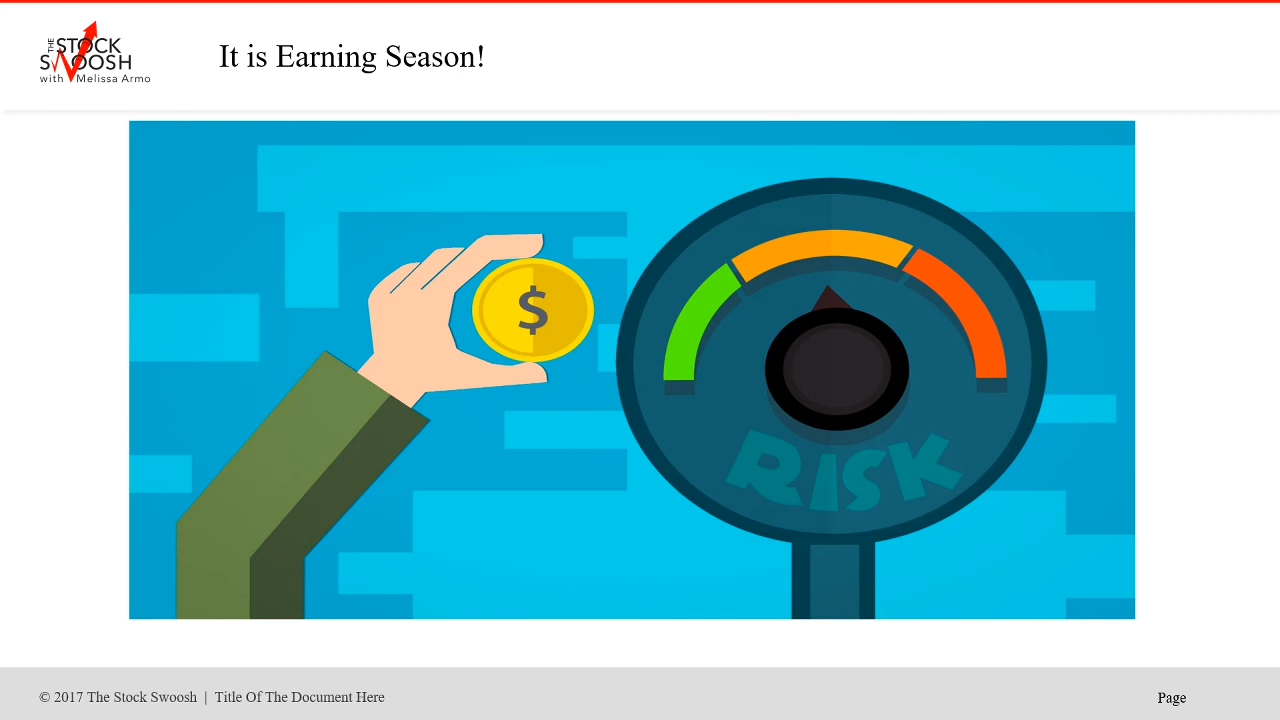 THE STOCK
SWOOSH
with Melissa Armo
It is Earning Season!
$
RISK
© 2017 The Stock Swoosh | Title Of The Document Here
Page